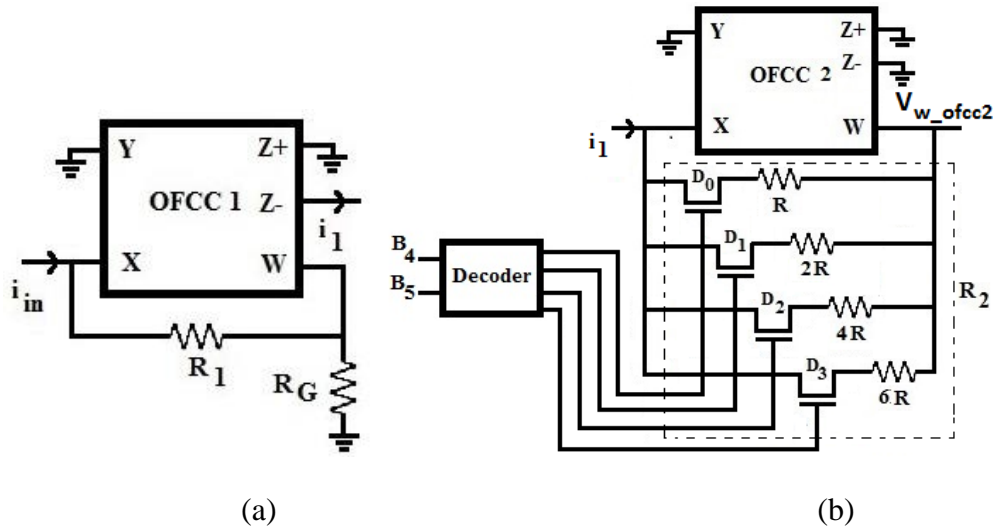 Y
Z+
OFCC 1
Z-
i1
X
W
iin
R1
RG
(a)
Y
Z+
OFCC 2
Z-
Vw_ofcc2
X
W
i1
D0
R
D1
2R
B4
Decoder
B5
D2
4R
R2
D3
6R
(b)